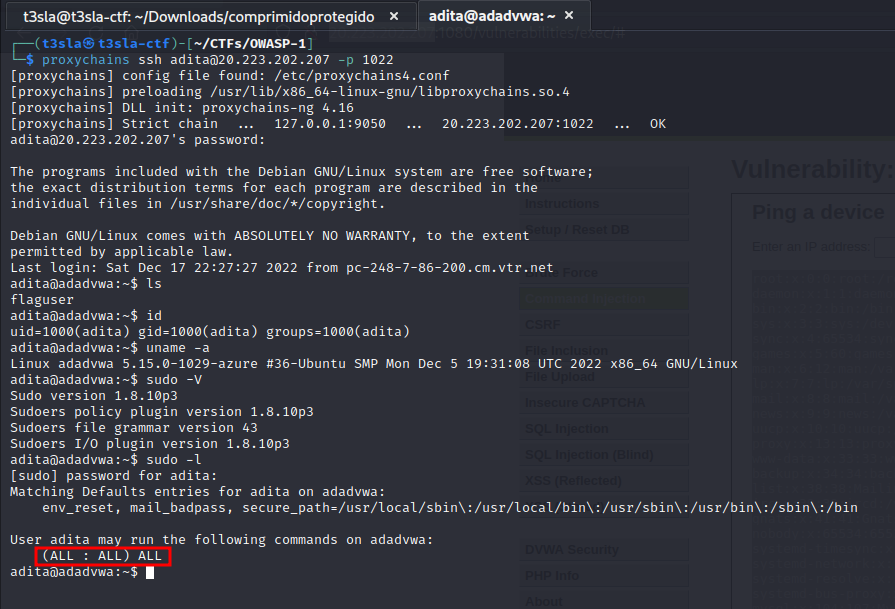 t3sla@t3sla-ctf: ~/Downloads/comprimidoprotegido ×
adita@adadvwa: ~ ×
┌──(t3sla㉿t3sla-ctf)-[~/CTFs/OWASP-1]
└─$ proxychains ssh adita@20.223.202.207 -p 1022
[proxychains] config file found: /etc/proxychains4.conf
[proxychains] preloading /usr/lib/x86_64-linux-gnu/libproxychains.so.4
[proxychains] DLL init: proxychains-ng 4.16
[proxychains] Strict chain ... 127.0.0.1:9050 ... 20.223.202.207:1022 ... OK
adita@20.223.202.207's password:
The programs included with the Debian GNU/Linux system are free software;
the exact distribution terms for each program are described in the
individual files in /usr/share/doc/*/copyright.
Debian GNU/Linux comes with ABSOLUTELY NO WARRANTY, to the extent
permitted by applicable law.
Last login: Sat Dec 17 22:27:27 2022 from pc-248-7-86-200.cm.vtr.net
adita@adadvwa:~$ ls
flaguser
adita@adadvwa:~$ id
uid=1000(adita) gid=1000(adita) groups=1000(adita)
adita@adadvwa:~$ uname -a
Linux adadvwa 5.15.0-1029-azure #36-Ubuntu SMP Mon Dec 5 19:31:08 UTC 2022 x86_64 GNU/Linux
adita@adadvwa:~$ sudo -V
Sudo version 1.8.10p3
Sudoers policy plugin version 1.8.10p3
Sudoers file grammar version 43
Sudoers I/O plugin version 1.8.10p3
adita@adadvwa:~$ sudo -l
[sudo] password for adita:
Matching Defaults entries for adita on adadvwa:
env_reset, mail_badpass, secure_path=/usr/local/sbin\:/usr/local/bin\:/usr/sbin\:/usr/bin\:/sbin\:/bin
User adita may run the following commands on adadvwa:
(ALL : ALL) ALL
adita@adadvwa:~$
Vulnerability:
Ping a device
Enter an IP address:
Instructions
Setup / Reset DB
Brute Force
Command Injection
CSRF
File Inclusion
File Upload
Insecure CAPTCHA
SQL Injection
SQL Injection (Blind)
XSS (Reflected)
DVWA Security
PHP Info
About